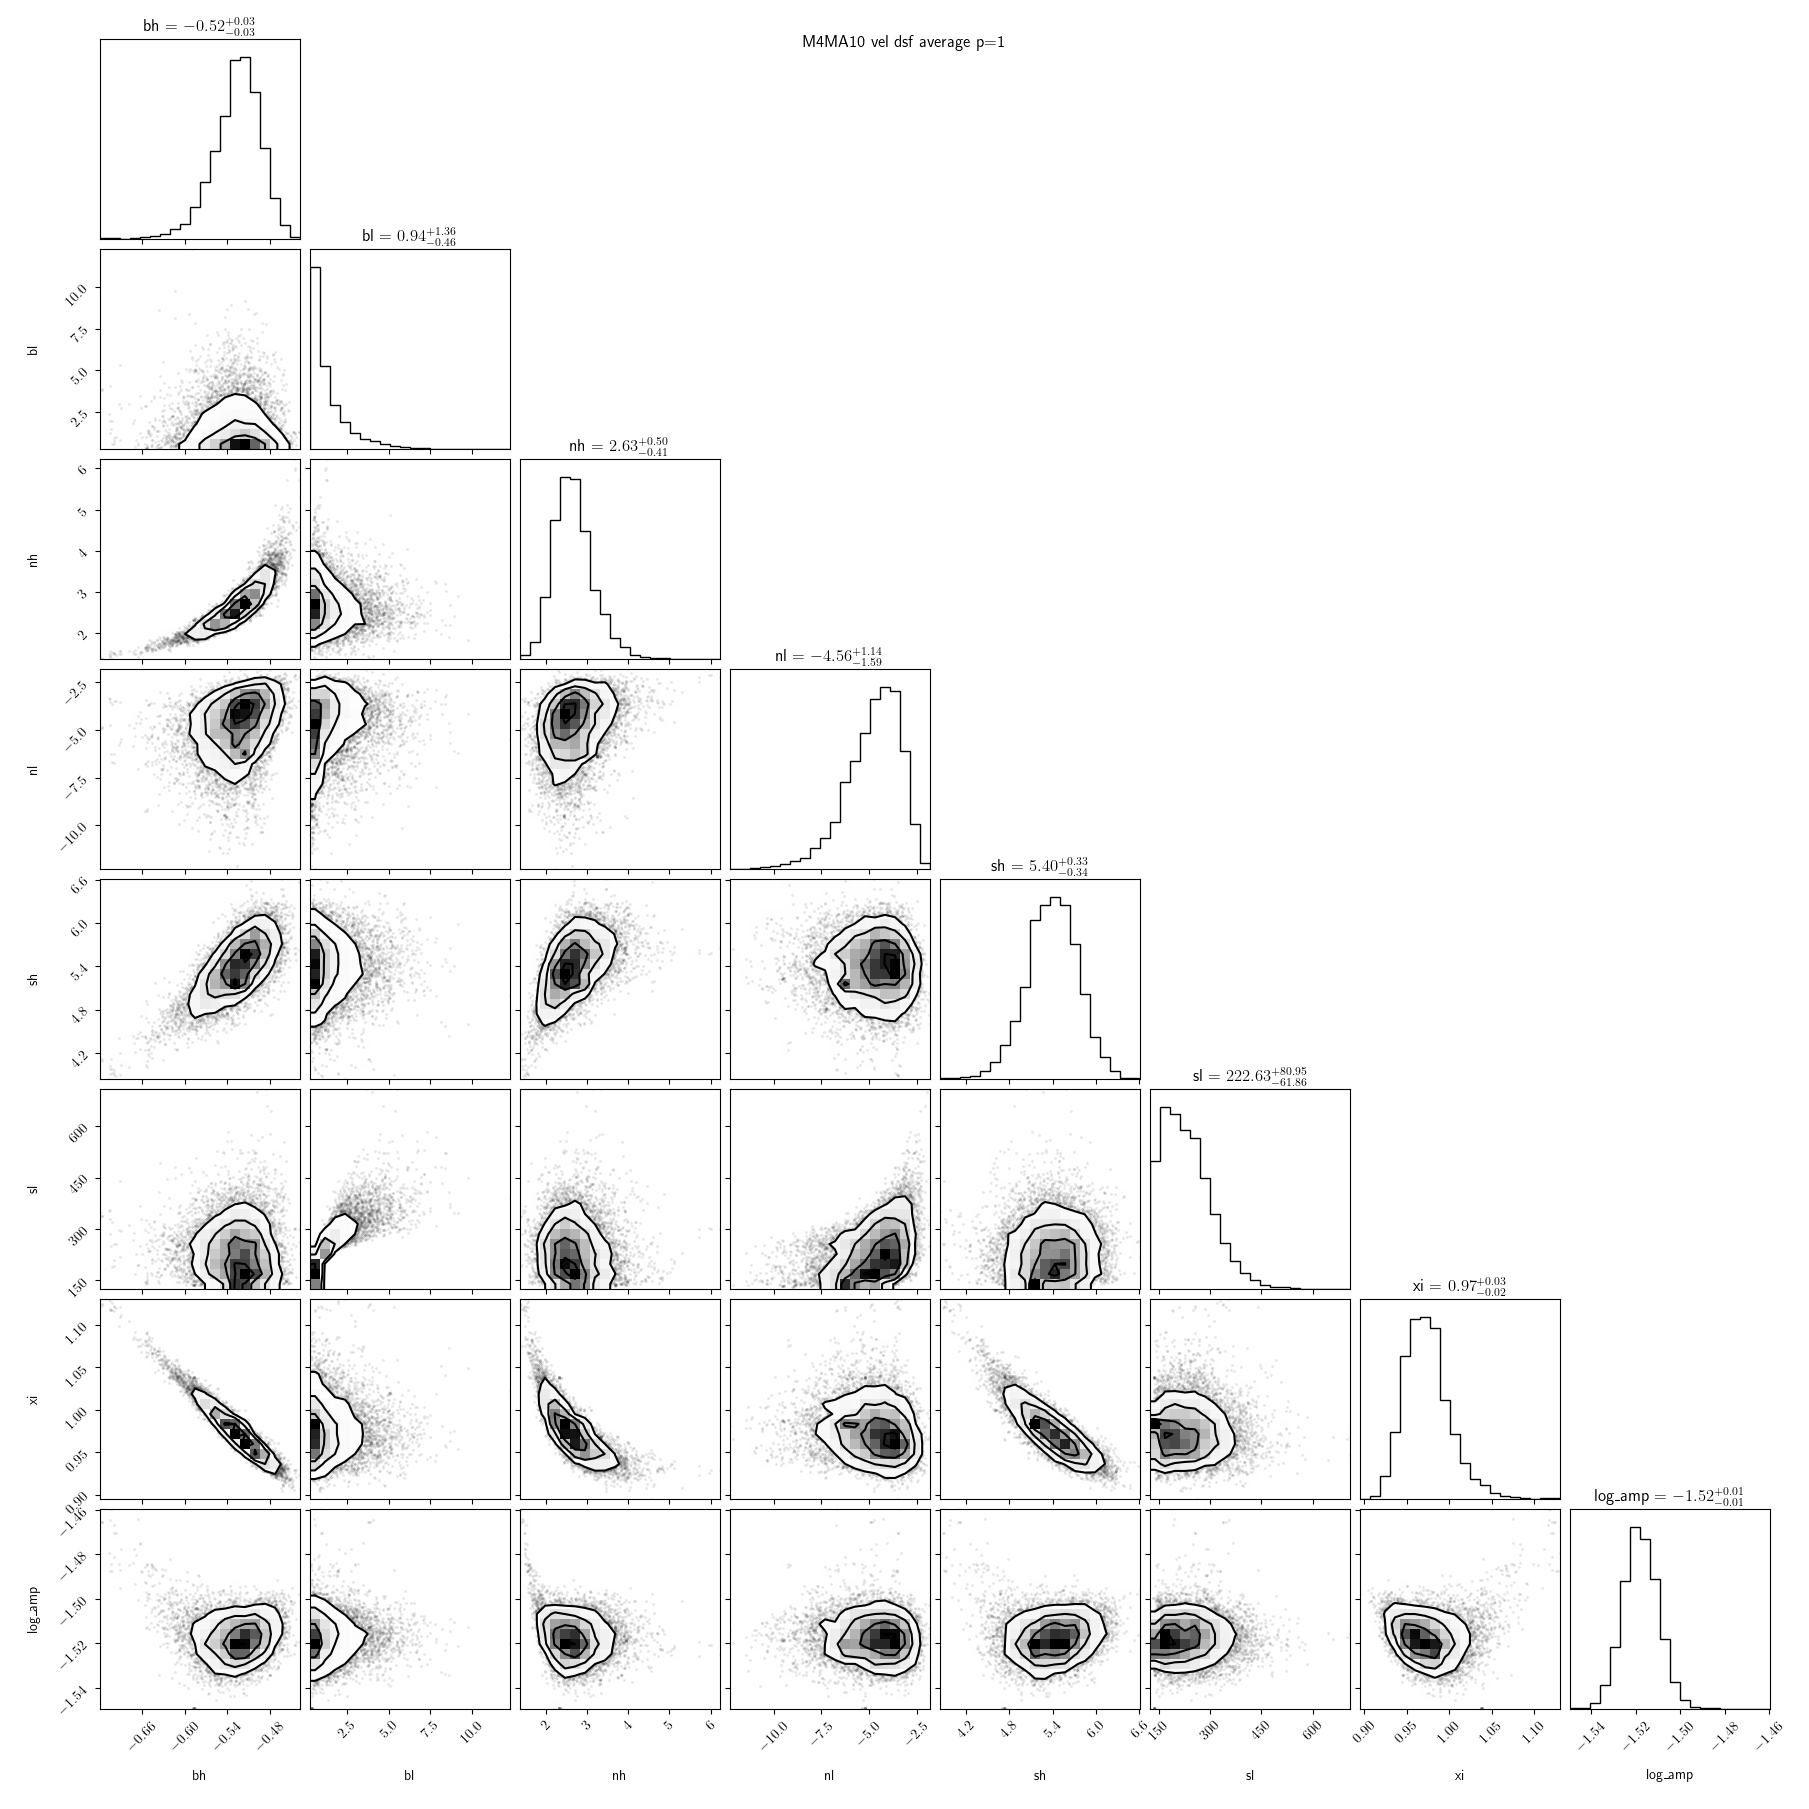 M4MA10 vel dsf average p=1
bh = −0.52+0.03−0.03
bl = 0.94+1.36−0.46
10.0
7.5
5.0
2.5
bl
nh = 2.63+0.50−0.41
6
5
4
3
2
nh
nl = −4.56+1.14−1.59
−2.5
−5.0
−7.5
−10.0
nl
sh = 5.40+0.33−0.34
6.6
6.0
5.4
4.8
4.2
sh
sl = 222.63+80.95−61.86
600
450
300
150
sl
xi = 0.97+0.03−0.02
1.10
1.05
1.00
0.95
0.90
xi
log_amp = −1.52+0.01−0.01
−1.46
−1.48
−1.50
−1.52
−1.54
log_amp
−0.66 −0.60 −0.54 −0.48
2.5 5.0 7.5 10.0
2 3 4 5 6
−10.0 −7.5 −5.0 −2.5
4.2 4.8 5.4 6.0 6.6
150 300 450 600
0.90 0.95 1.00 1.05 1.10
−1.54 −1.52 −1.50 −1.48 −1.46
bh bl nh nl sh sl xi log_amp